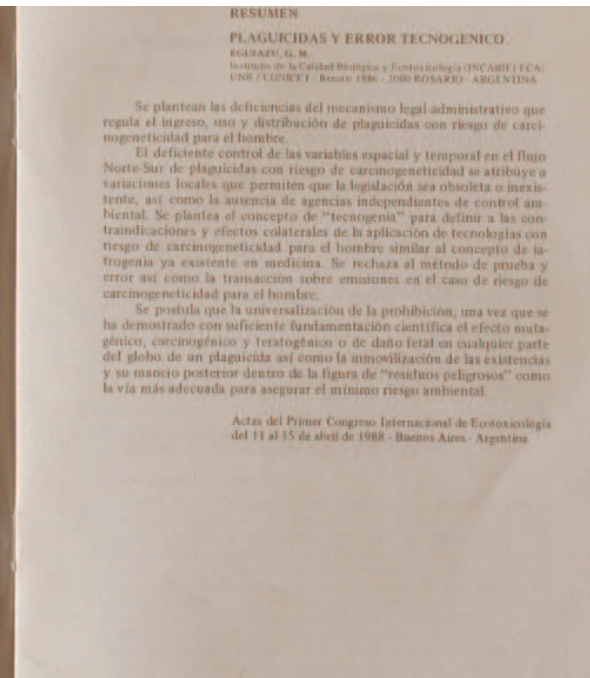 RESUMEN
PLAGUICIDAS Y ERROR TECNOGENICO
EGUIAZU, G. M.
Instituto de la Calidad Biológica y Ecotoxicología (INCABIE) FCA/
UNR / CONICET - Berutti 1886 - 2000 ROSARIO - ARGENTINA
Se plantean las deficiencias del mecanismo legal-administrativo que
regula el ingreso, uso y distribución de plaguicidas con riesgo de carci-
nogeneticidad para el hombre.
El deficiente control de las variables espacial y temporal en el flujo
Norte-Sur de plaguicidas con riesgo de carcinogeneticidad se atribuye a
variaciones locales que permiten que la legislación sea obsoleta o inexis-
tente, así como la ausencia de agencias independientes de control am-
biental. Se plantea el concepto de "tecnogenia" para definir a las con-
traindicaciones y efectos colaterales de la aplicación de tecnologías con
riesgo de carcinogeneticidad para el hombre similar al concepto de ia-
trogenia ya existente en medicina. Se rechaza al método de prueba y
error así como la transacción sobre emisiones en el caso de riesgo de
carcinogeneticidad para el hombre.
Se postula que la universalización de la prohibición, una vez que se
ha demostrado con suficiente fundamentación científica el efecto muta-
génico, carcinogénico y teratogénico o de daño fetal en cualquier parte
del globo de un plaguicida así como la inmovilización de las existencias
y su manejo posterior dentro de la figura de "residuos peligrosos" como
la vía más adecuada para asegurar el mínimo riesgo ambiental.
Actas del Primer Congreso Internacional de Ecotoxicología
del 11 al 15 de abril de 1988 - Buenos Aires - Argentina